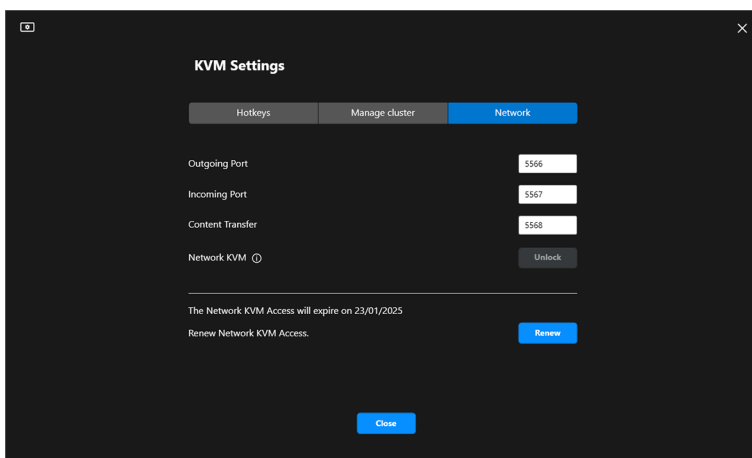 KVM Settings
Hotkeys Manage cluster Network
Outgoing Port 5566
Incoming Port 5567
Content Transfer 5568
Network KVM Unlock
The Network KVM Access will expire on 23/01/2025
Renew Network KVM Access. Renew
Close